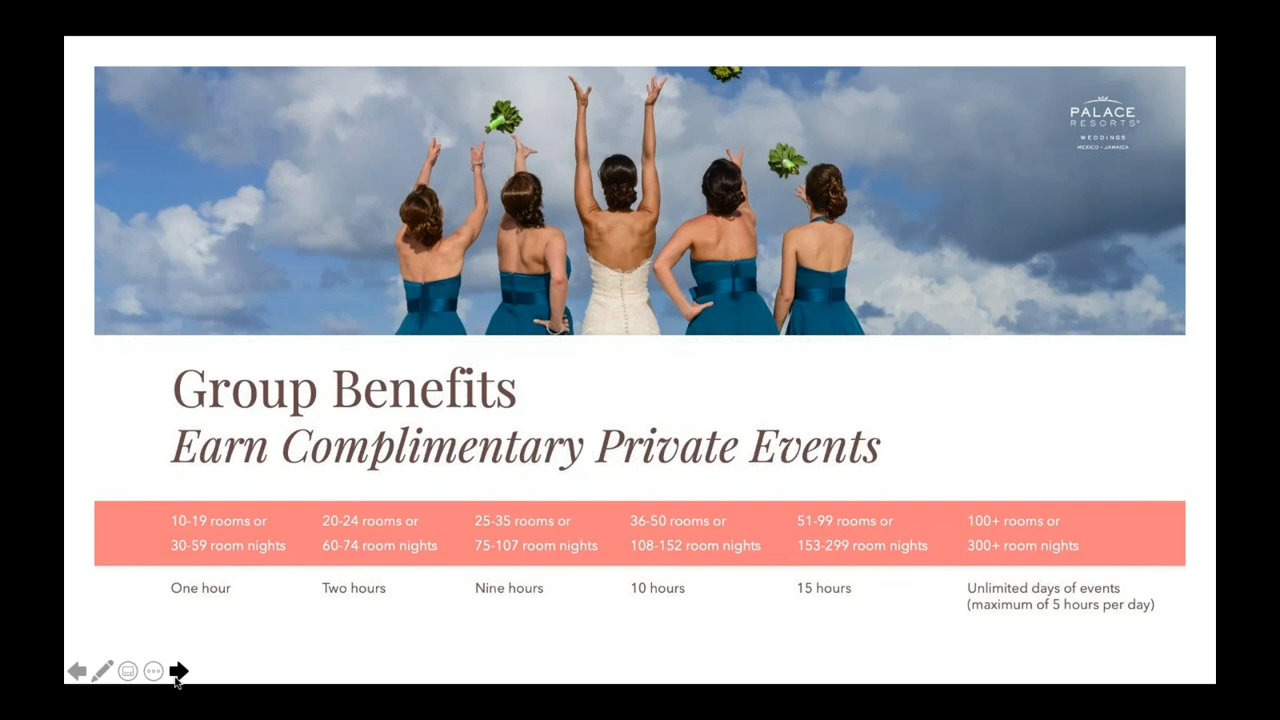 PALACE
RESORTS®
WEDDINGS
MEXICO • JAMAICA
Group Benefits
Earn Complimentary Private Events
10-19 rooms or
30-59 room nights
20-24 rooms or
60-74 room nights
25-35 rooms or
75-107 room nights
36-50 rooms or
108-152 room nights
51-99 rooms or
153-299 room nights
100+ rooms or
300+ room nights
One hour
Two hours
Nine hours
10 hours
15 hours
Unlimited days of events
(maximum of 5 hours per day)